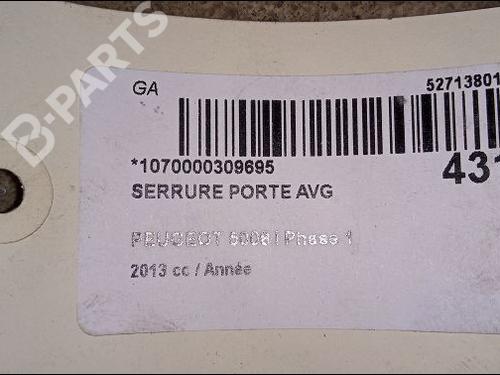 B-PARTS
GA
52713801
*1070000309695
431
SERRURE PORTE AVG
PEUGEOT 5008 I Phase 1
2013 cc / Année